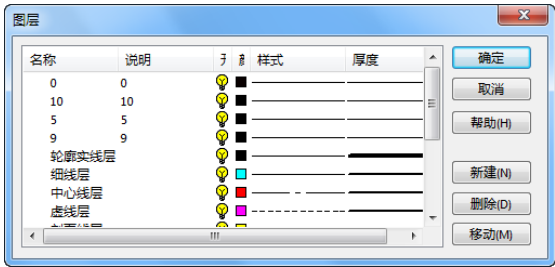 图层
名称 说明 样式 厚度
0 0
10 10
5 5
9 9
轮廓实线层
细线层
中心线层
虚线层
确定
取消
帮助(H)
新建(N)
删除(D)
移动(M)